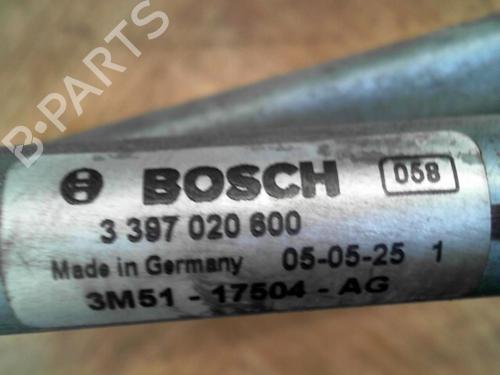 B-PARTS
BOSCH 058
3 397 020 600
Made in Germany 05-05-25 1
3M51 - 17504 - AG